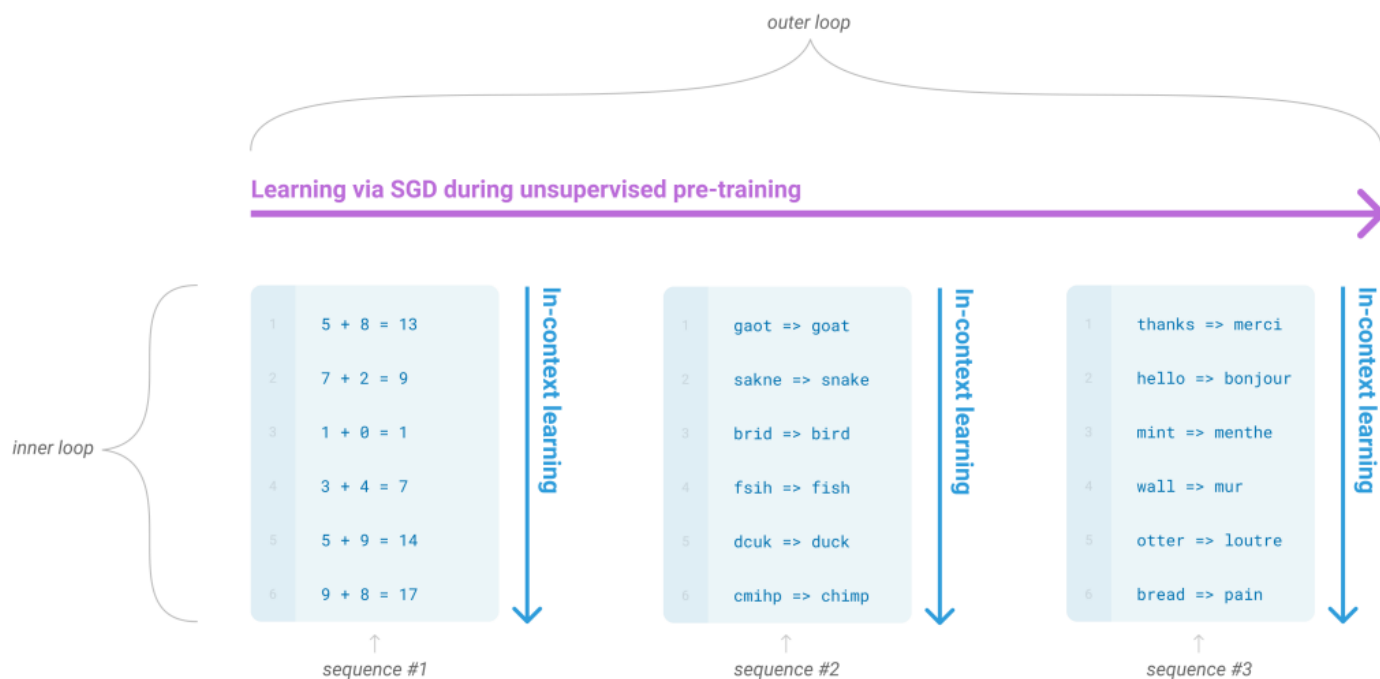 outer loop
Learning via SGD during unsupervised pre-training
inner loop
1 5 + 8 = 13
2 7 + 2 = 9
3 1 + 0 = 1
4 3 + 4 = 7
5 5 + 9 = 14
6 9 + 8 = 17
In-context learning
sequence #1
1 gaot => goat
2 sakne => snake
3 brid => bird
4 fsih => fish
5 dcuk => duck
6 cmihp => chimp
In-context learning
sequence #2
1 thanks => merci
2 hello => bonjour
3 mint => menthe
4 wall => mur
5 otter => loutre
6 bread => pain
In-context learning
sequence #3